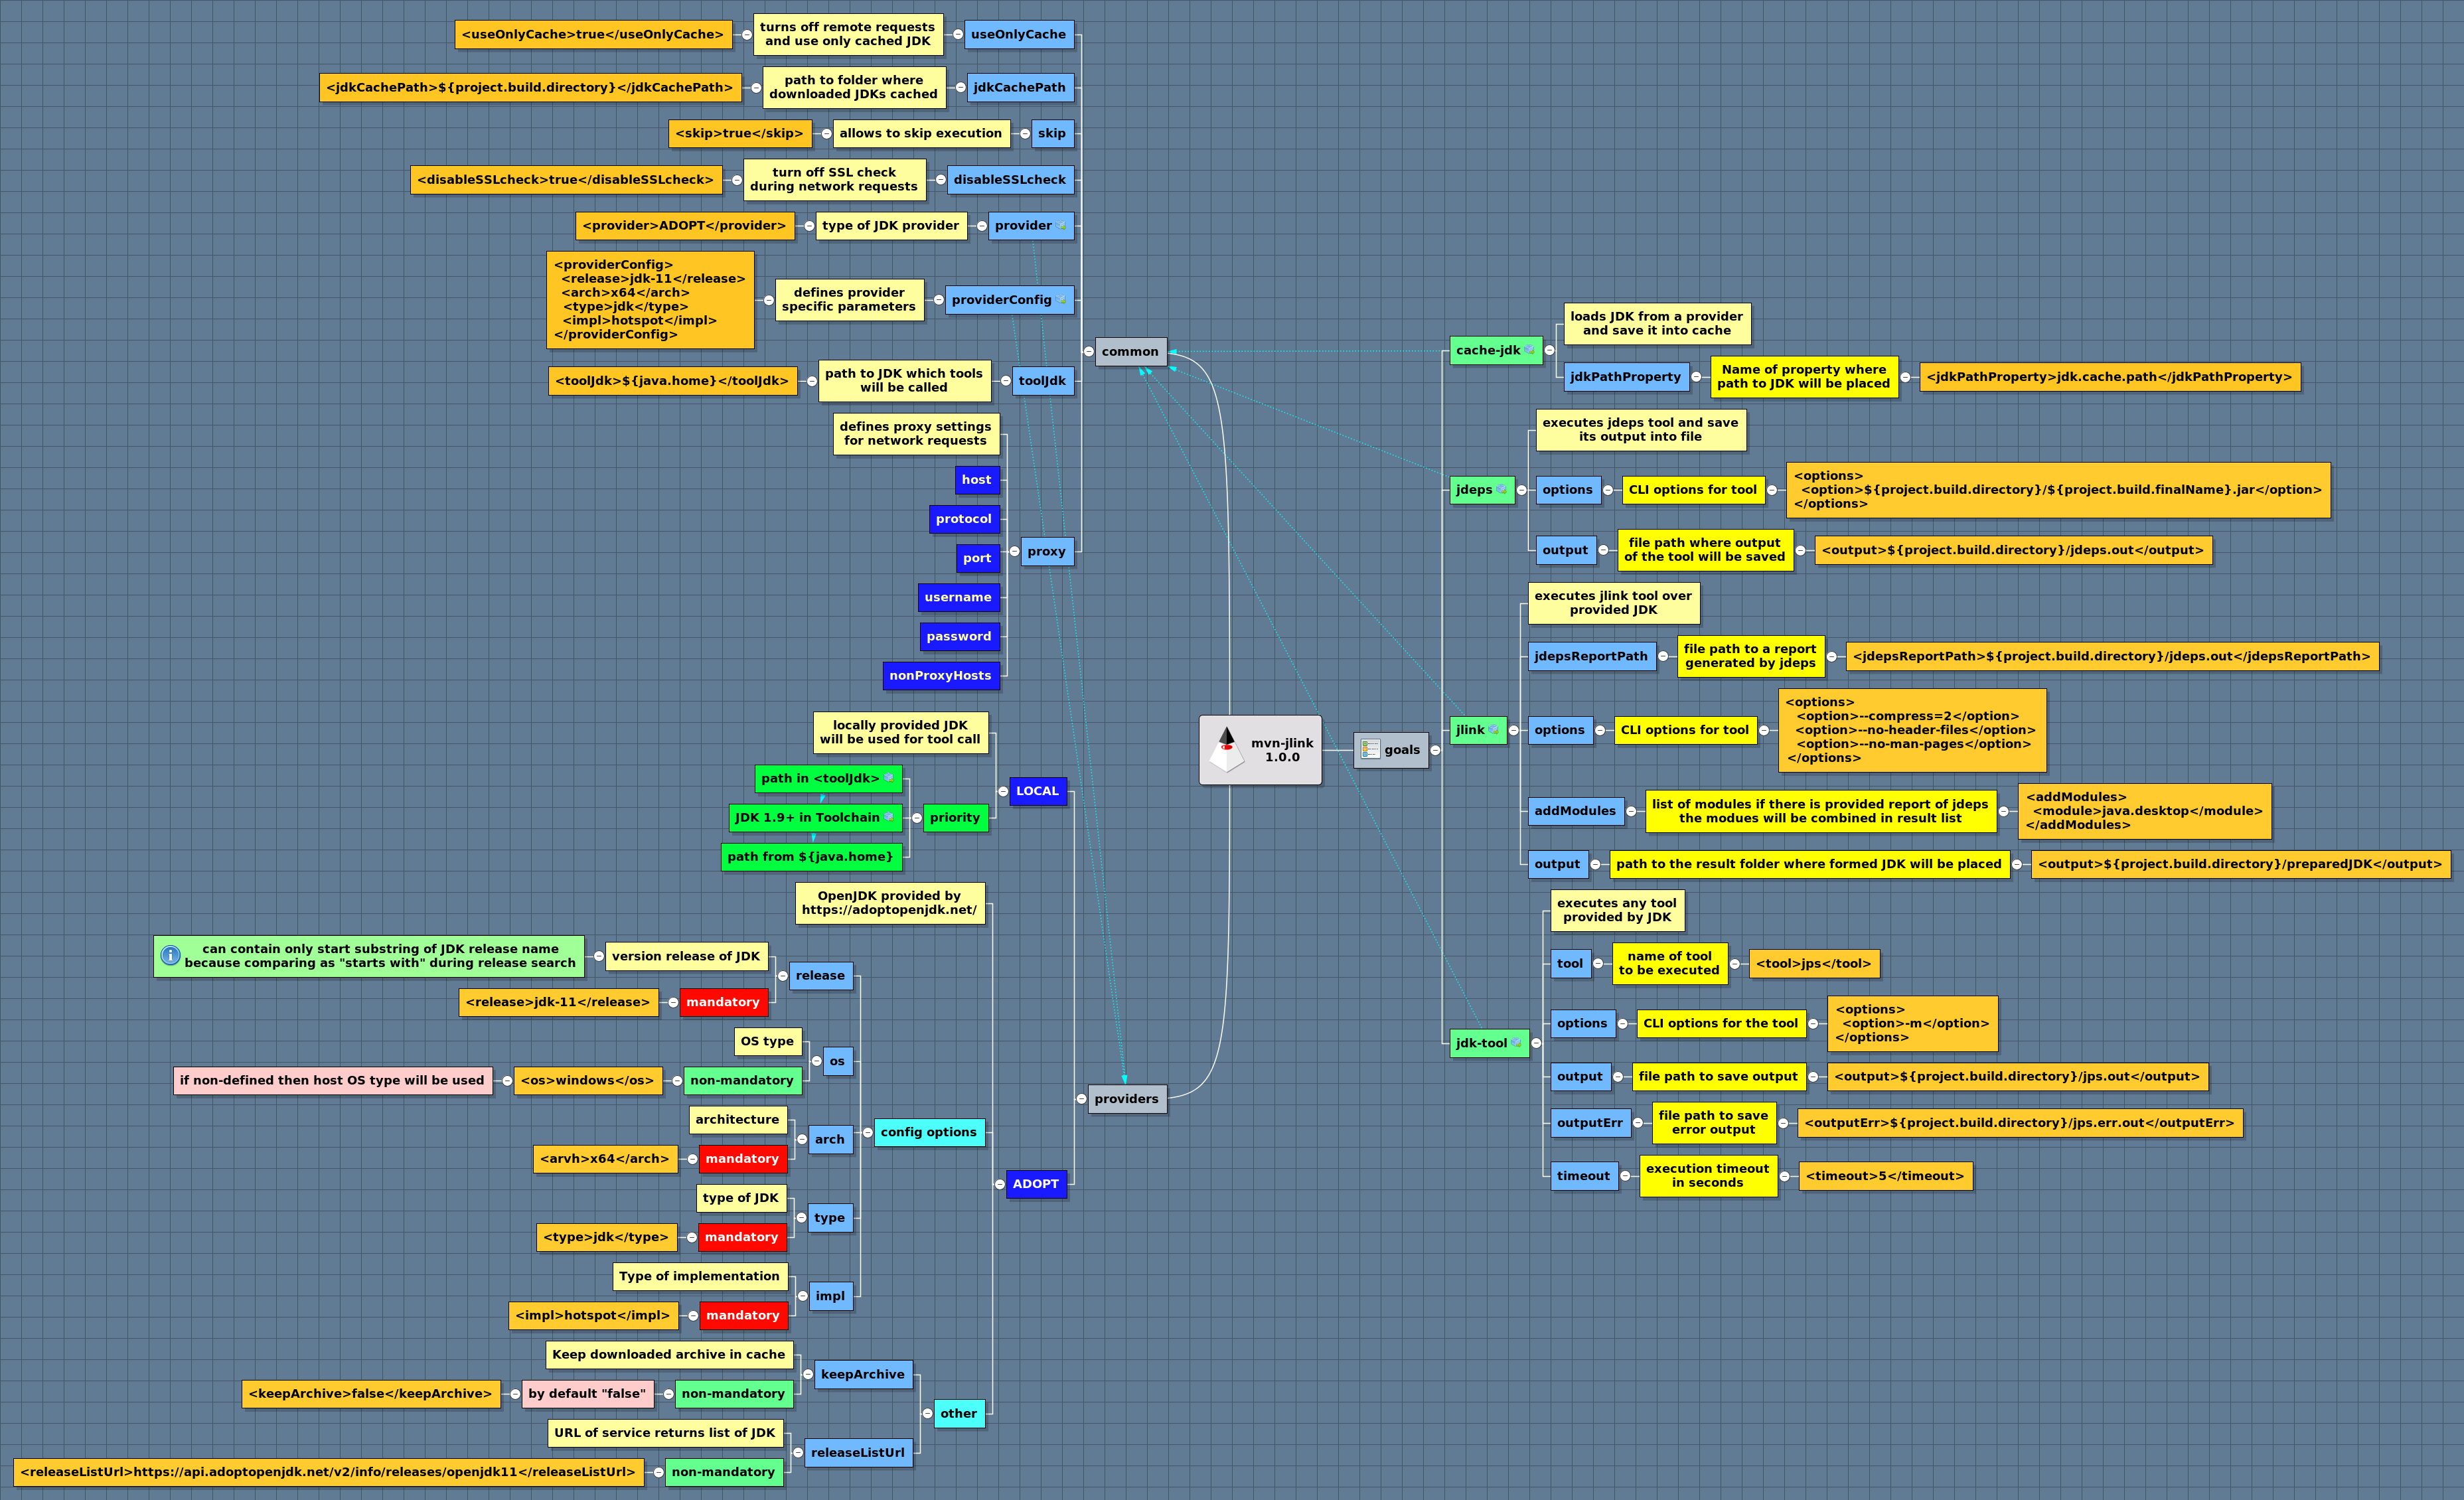 <useOnlyCache>true</useOnlyCache>
turns off remote requests
and use only cached JDK
useOnlyCache
<jdkCachePath>${project.build.directory}</jdkCachePath>
path to folder where
downloaded JDKs cached
jdkCachePath
<skip>true</skip>
allows to skip execution
skip
<disableSSLcheck>true</disableSSLcheck>
turn off SSL check
during network requests
disableSSLcheck
<provider>ADOPT</provider>
type of JDK provider
provider
<providerConfig>
<release>jdk-11</release>
<arch>x64</arch>
<type>jdk</type>
<impl>hotspot</impl>
</providerConfig>
defines provider
specific parameters
providerConfig
<toolJdk>${java.home}</toolJdk>
path to JDK which tools
will be called
toolJdk
defines proxy settings
for network requests
host
protocol
port
username
password
nonProxyHosts
proxy
common
locally provided JDK
will be used for tool call
path in <toolJdk>
JDK 1.9+ in Toolchain
path from ${java.home}
priority
LOCAL
OpenJDK provided by
https://adoptopenjdk.net/
can contain only start substring of JDK release name
because comparing as "starts with" during release search
version release of JDK
release
<release>jdk-11</release>
mandatory
OS type
os
if non-defined then host OS type will be used
<os>windows</os>
non-mandatory
architecture
arch
<arvh>x64</arch>
mandatory
config options
type of JDK
type
<type>jdk</type>
mandatory
ADOPT
Type of implementation
impl
<impl>hotspot</impl>
mandatory
Keep downloaded archive in cache
keepArchive
<keepArchive>false</keepArchive>
by default "false"
non-mandatory
other
URL of service returns list of JDK
releaseListUrl
<releaseListUrl>https://api.adoptopenjdk.net/v2/info/releases/openjdk11</releaseListUrl>
non-mandatory
providers
mvn-jlink
1.0.0
goals
cache-jdk
loads JDK from a provider
and save it into cache
jdkPathProperty
Name of property where
path to JDK will be placed
<jdkPathProperty>jdk.cache.path</jdkPathProperty>
jdeps
executes jdeps tool and save
its output into file
options
CLI options for tool
<options>
<option>${project.build.directory}/${project.build.finalName}.jar</option>
</options>
output
file path where output
of the tool will be saved
<output>${project.build.directory}/jdeps.out</output>
jlink
executes jlink tool over
provided JDK
jdepsReportPath
file path to a report
generated by jdeps
<jdepsReportPath>${project.build.directory}/jdeps.out</jdepsReportPath>
options
CLI options for tool
<options>
<option>--compress=2</option>
<option>--no-header-files</option>
<option>--no-man-pages</option>
</options>
addModules
list of modules if there is provided report of jdeps
the modues will be combined in result list
<addModules>
<module>java.desktop</module>
</addModules>
output
path to the result folder where formed JDK will be placed
<output>${project.build.directory}/preparedJDK</output>
jdk-tool
executes any tool
provided by JDK
tool
name of tool
to be executed
<tool>jps</tool>
options
CLI options for the tool
<options>
<option>-m</option>
</options>
output
file path to save output
<output>${project.build.directory}/jps.out</output>
outputErr
file path to save
error output
<outputErr>${project.build.directory}/jps.err.out</outputErr>
timeout
execution timeout
in seconds
<timeout>5</timeout>